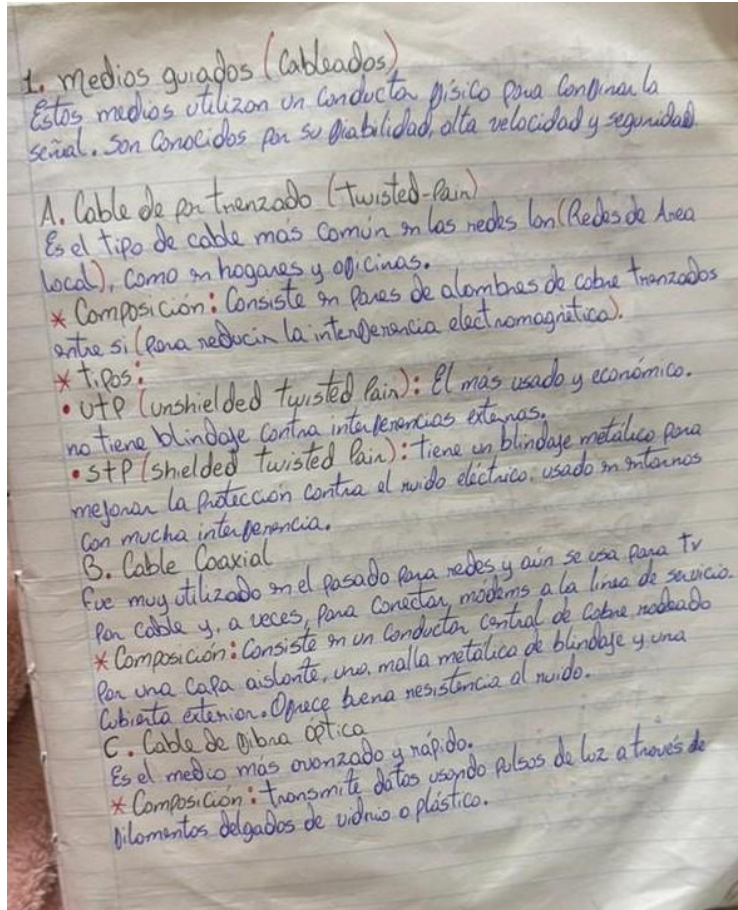 1. medios guiados (Cableados)
Estos medios utilizan un conductor físico para confinar la
señal. Son conocidos por su fiabilidad, alta velocidad y seguridad.
A. Cable de par trenzado (twisted-Pair)
Es el tipo de cable más común en las redes lan (Redes de Area
local), como en hogares y oficinas.
* Composición: Consiste en Pares de alambres de cobre trenzados
entre si (para reducir la interferencia electromagnética).
* tipos:
• UtP (unshielded twisted Pair): El más usado y económico.
no tiene blindaje contra interferencias externas.
• StP (shielded twisted Pair): tiene un blindaje metálico para
mejorar la protección contra el ruido eléctrico. usado en entornos
con mucha interferencia.
B. Cable Coaxial
fue muy utilizado en el pasado para redes y aún se usa para tv
por cable y, a veces, para conectar módems a la línea de servicio.
* Composición: Consiste en un conductor central de cobre rodeado
por una capa aislante, una malla metálica de blindaje y una
cubierta exterior. Ofrece buena resistencia al ruido.
C. Cable de fibra óptica
Es el medio más avanzado y rápido.
* Composición: transmite datos usando pulsos de luz a través de
filamentos delgados de vidrio o plástico.